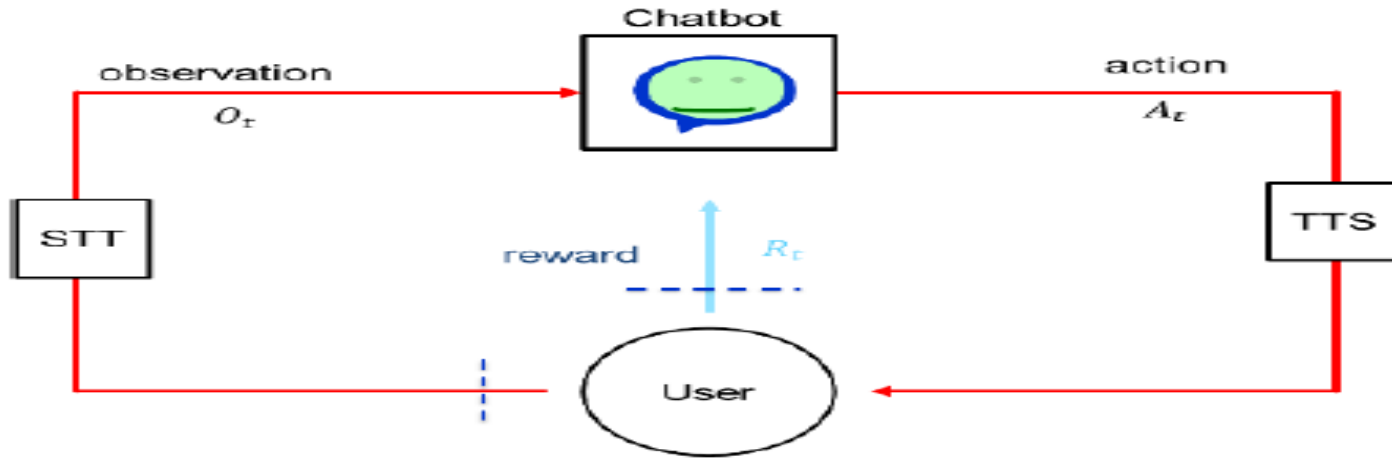 Chatbot
observation
action
O_t
A_t
STT
TTS
reward
R_t
User